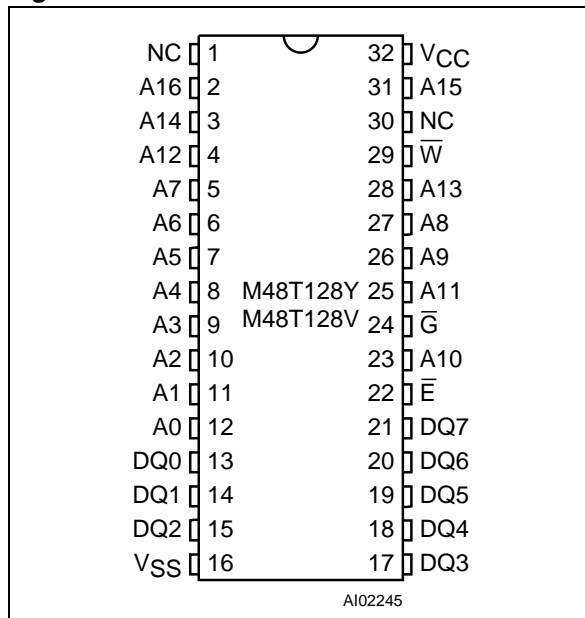 NC 1 32 VCC
A16 2 31 A15
A14 3 30 NC
A12 4 29 W̅
A7 5 28 A13
A6 6 27 A8
A5 7 26 A9
A4 8 M48T128Y 25 A11
A3 9 M48T128V 24 G̅
A2 10 23 A10
A1 11 22 E̅
A0 12 21 DQ7
DQ0 13 20 DQ6
DQ1 14 19 DQ5
DQ2 15 18 DQ4
VSS 16 17 DQ3
AI02245